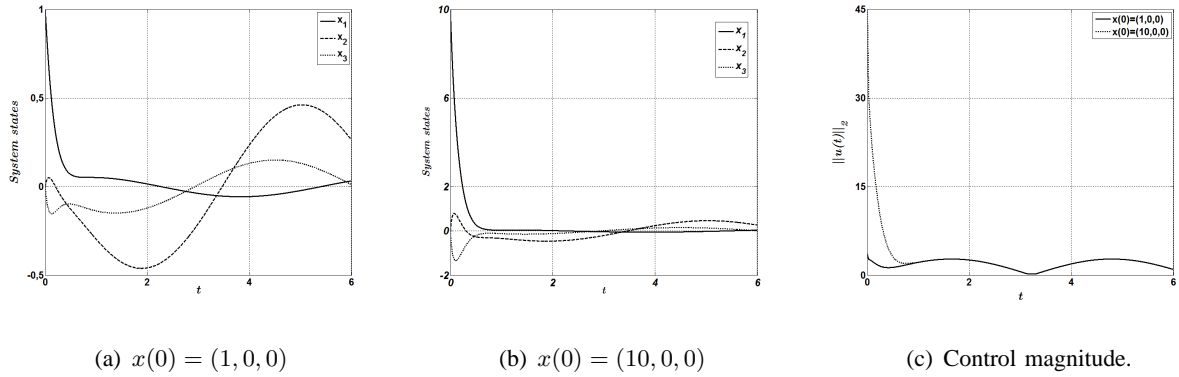 1
0,5
0
-0,5
0
2
4
6
System states
t
x1
x2
x3
10
6
2
0
-2
0
2
4
6
System states
t
x1
x2
x3
45
30
15
0
0
2
4
6
||u(t)||2
t
x(0)=(1,0,0)
x(0)=(10,0,0)
(a) x(0) = (1, 0, 0)
(b) x(0) = (10, 0, 0)
(c) Control magnitude.